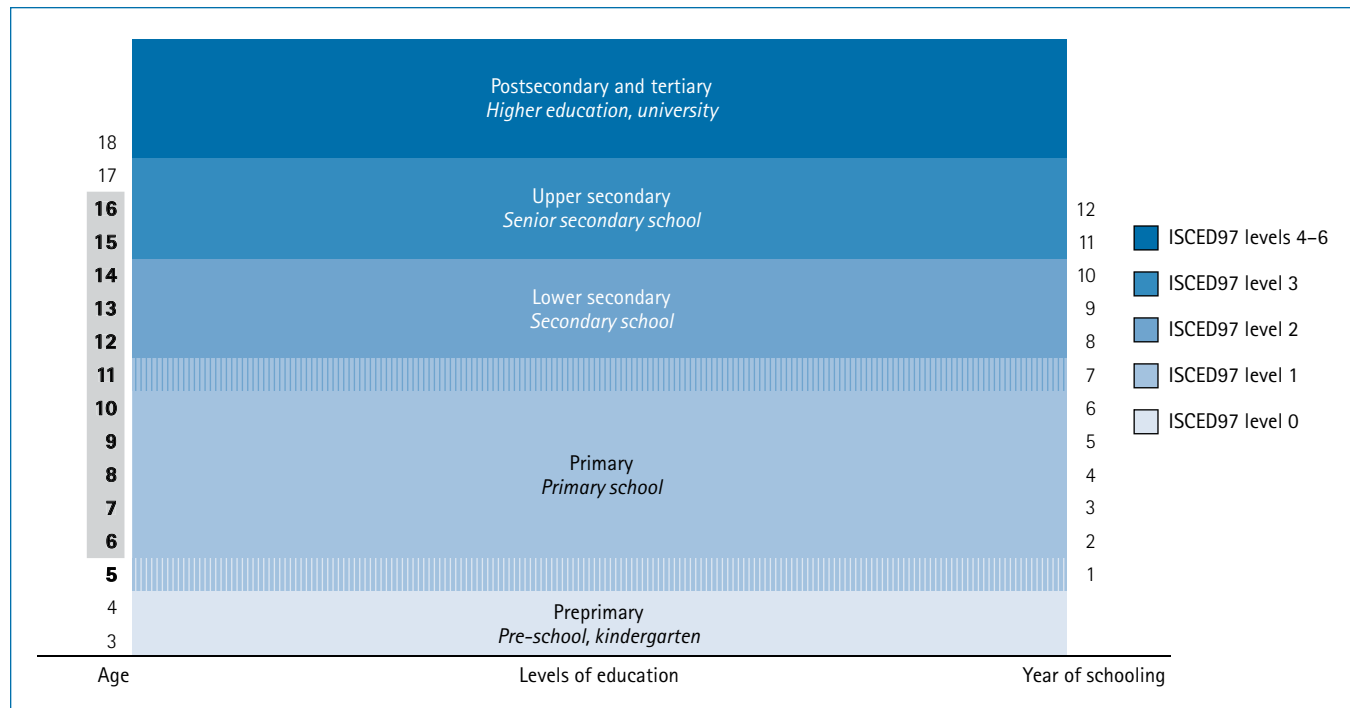 Postsecondary and tertiary
Higher education, university
18
17
Upper secondary
16
Senior secondary school
12
15
11
ISCED97 levels 4–6
14
10
ISCED97 level 3
Lower secondary
13
Secondary school
9
12
8
ISCED97 level 2
11
7
ISCED97 level 1
10
6
ISCED97 level 0
9
5
Primary
8
Primary school
4
7
3
6
2
5
1
4
Preprimary
3
Pre-school, kindergarten
Age
Levels of education
Year of schooling